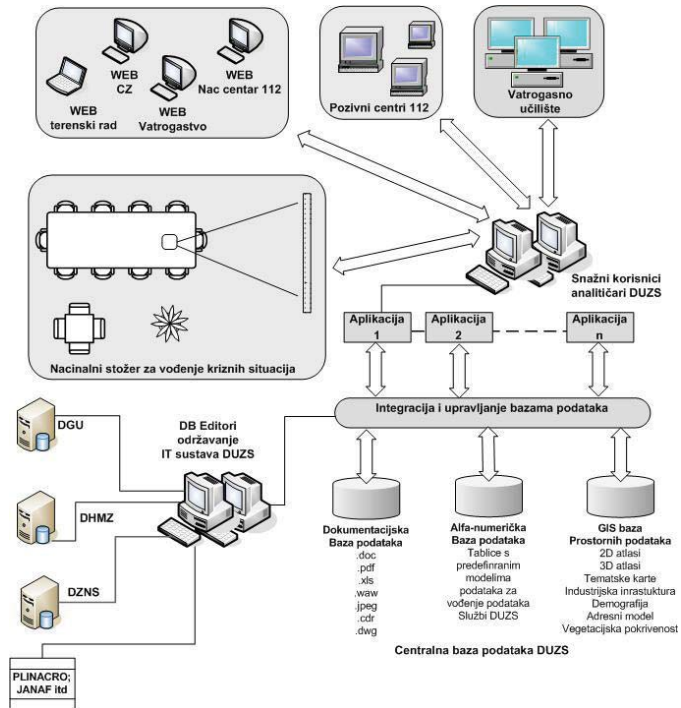 WEB
CZ
WEB
Nac centar 112
WEB
terenski rad
WEB
Vatrogastvo
Pozivni centri 112
Vatrogasno
učilište
Snažni korisnici
analitičari DUZS
Nacinalni stožer za vođenje kriznih situacija
Aplikacija
1
Aplikacija
2
Aplikacija
n
Integracija i upravljanje bazama podataka
DGU
DHMZ
DZNS
DB Editori
održavanje
IT sustava DUZS
PLINACRO;
JANAF itd
Dokumentacijska
Baza podataka
.doc
.pdf
.xls
.waw
.jpeg
.cdr
.dwg
Alfa-numerička
Baza podataka
Tablice s
predefiniranim
modelima
podataka za
vođenje podataka
Službi DUZS
GIS baza
Prostornih podataka
2D atlasi
3D atlasi
Tematske karte
Industrijska inrastuktura
Demografija
Adresni model
Vegetacijska pokrivenost
Centralna baza podataka DUZS